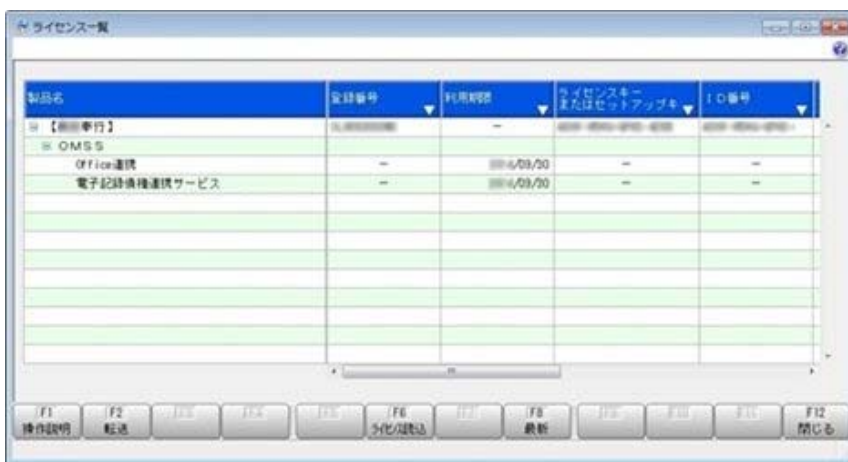 ライセンス一覧
製品名
登録番号
利用期限
ライセンスキー
またはセットアップキ
ID番号
奉行】
-
OMSS
Office連携
-
/03/30
-
-
電子記録債権連携サービス
-
/03/30
-
-
F1
操作説明
F2
転送
F6
ライセンス読込
F8
最新
F12
閉じる